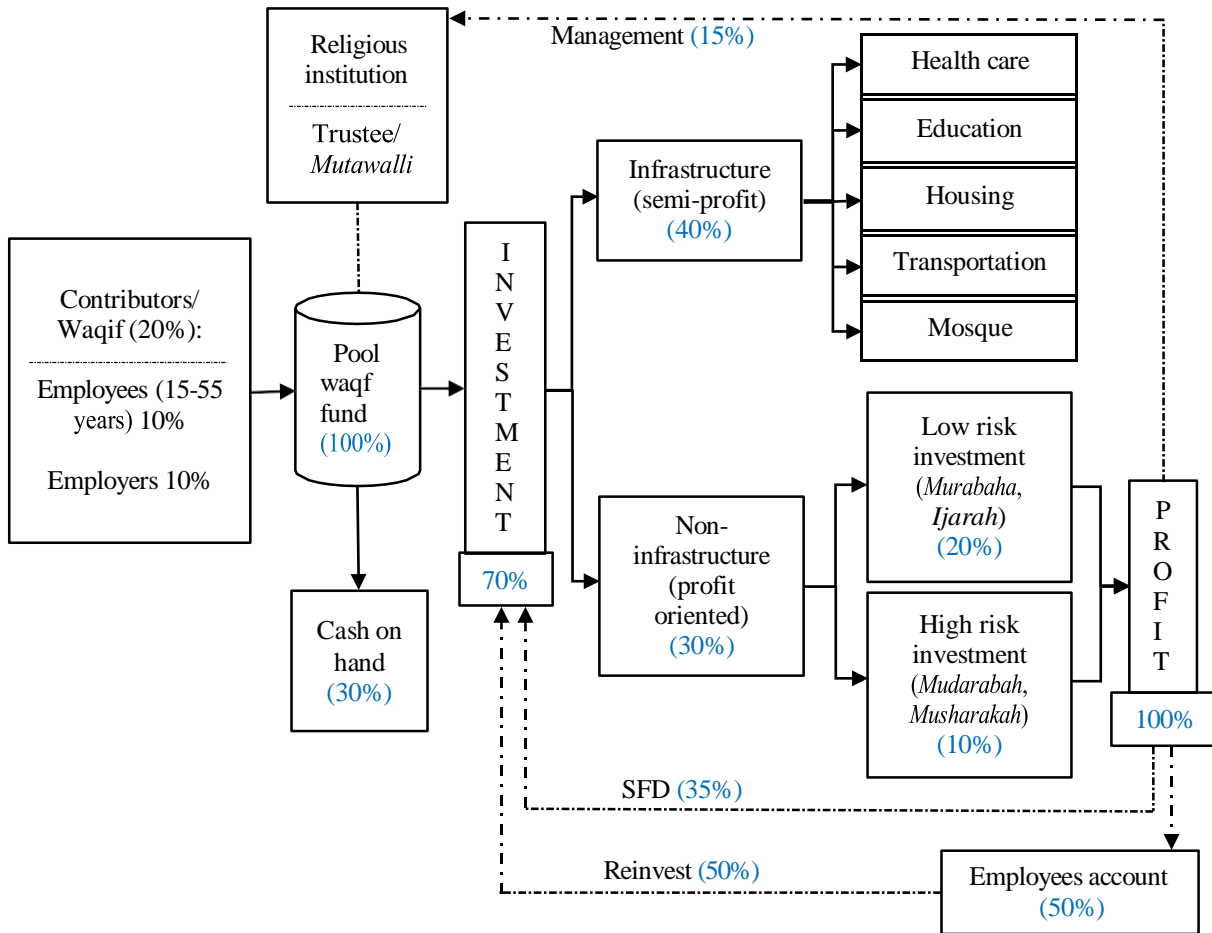 Management (15%)
Religious
institution
Trustee/
Mutawalli
Contributors/
Waqif (20%):
Employees (15-55
years) 10%
Employers 10%
Pool
waqf
fund
(100%)
Cash on
hand
(30%)
I
N
V
E
S
T
M
E
N
T
70%
Infrastructure
(semi-profit)
(40%)
Health care
Education
Housing
Transportation
Mosque
Non-
infrastructure
(profit
oriented)
(30%)
Low risk
investment
(Murabaha,
Ijarah)
(20%)
High risk
investment
(Mudarabah,
Musharakah)
(10%)
P
R
O
F
I
T
100%
SFD (35%)
Reinvest (50%)
Employees account
(50%)